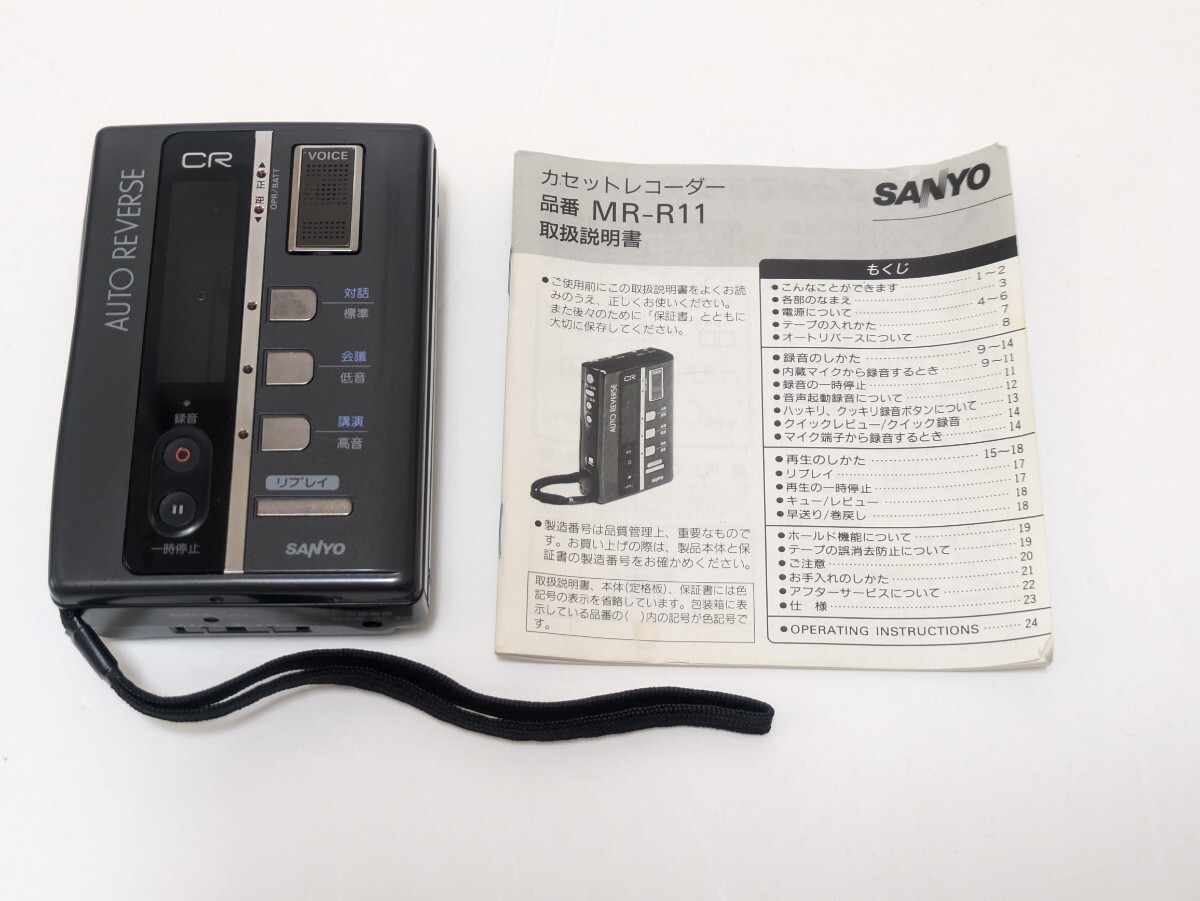 AUTO REVERSE
CR
正 逆
OPR/BATT
VOICE
対話
標準
会議
低音
講演
高音
録音
リプレイ
一時停止
SANYO
カセットレコーダー
品番 MR-R11
取扱説明書
SANYO
●ご使用前にこの取扱説明書をよくお読
みのうえ、正しくお使いください。
また後々のために「保証書」とともに
大切に保存してください。
CR
AUTO REVERSE
SANYO
●製造番号は品質管理上、重要なもので
す。お買い上げの際は、製品本体と保
証書の製造番号をお確かめください。
取扱説明書、本体(定格板)、保証書には色
記号の表示を省略しています。包装箱に表
示している品番の( )内の記号が色記号で
す。
もくじ
●こんなことができます 1〜2
●各部のなまえ 3
●電源について 4〜6
●テープの入れかた 7
●オートリバースについて 8
●録音のしかた 9〜14
●内蔵マイクから録音するとき 9〜11
●録音の一時停止 11
●音声起動録音について 12
●ハッキリ、クッキリ録音ボタンについて 13
●クイックレビュー/クイック録音 14
●マイク端子から録音するとき 14
●再生のしかた 15〜18
●リプレイ 17
●再生の一時停止 17
●キュー/レビュー 18
●早送り/巻戻し 18
●ホールド機能について 19
●テープの誤消去防止について 19
●ご注意 20
●お手入れのしかた 21
●アフターサービスについて 22
●仕 様 23
●OPERATING INSTRUCTIONS 24